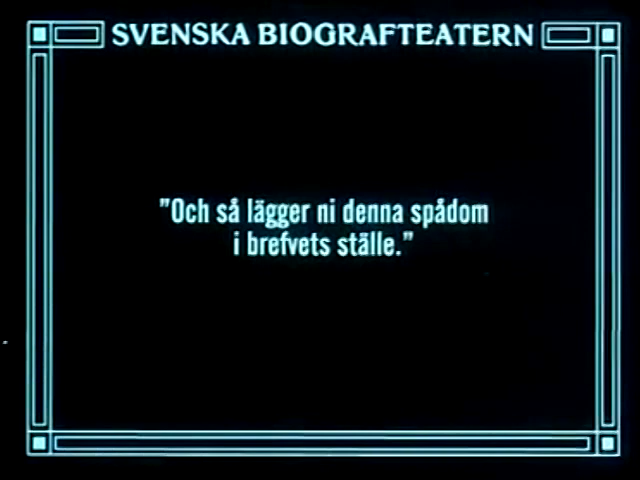 SVENSKA BIOGRAFTEATERN
”Och så lägger ni denna spådom
i brefvets ställe.”